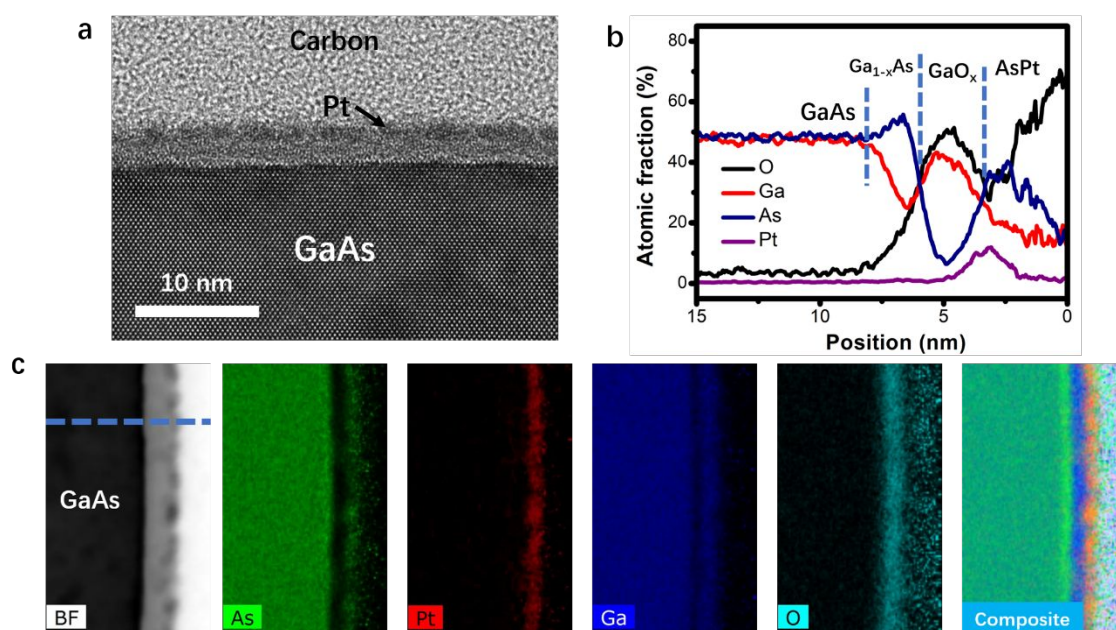 a
Carbon
Pt
GaAs
10 nm
b
80
60
40
20
0
Atomic fraction (%)
GaAs
Ga₁₋ₓAs
GaOₓ
AsPt
O
Ga
As
Pt
15
10
5
0
Position (nm)
c
GaAs
BF
As
Pt
Ga
O
Composite